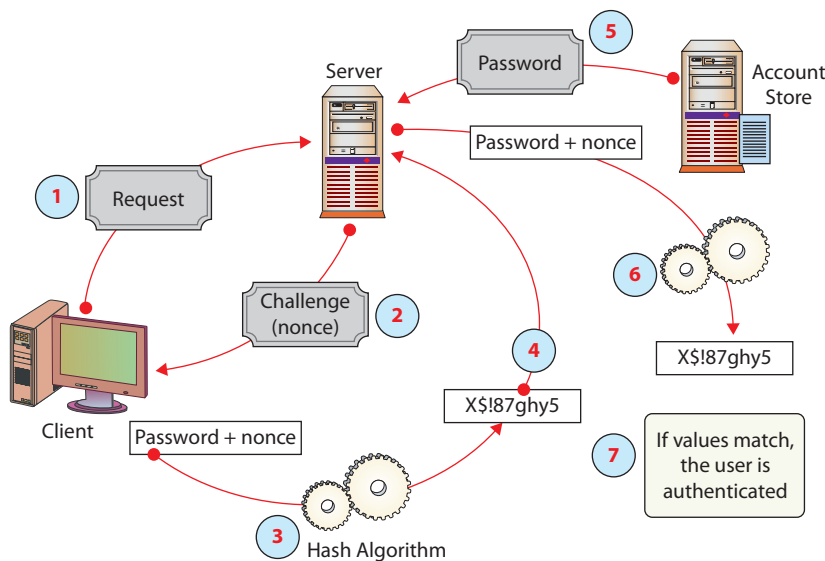 5
Server
Password
Account
Store
Password + nonce
1
Request
6
Challenge
(nonce)
2
4
X$!87ghy5
X$!87ghy5
Client
Password + nonce
7
If values match,
the user is
authenticated
3
Hash Algorithm